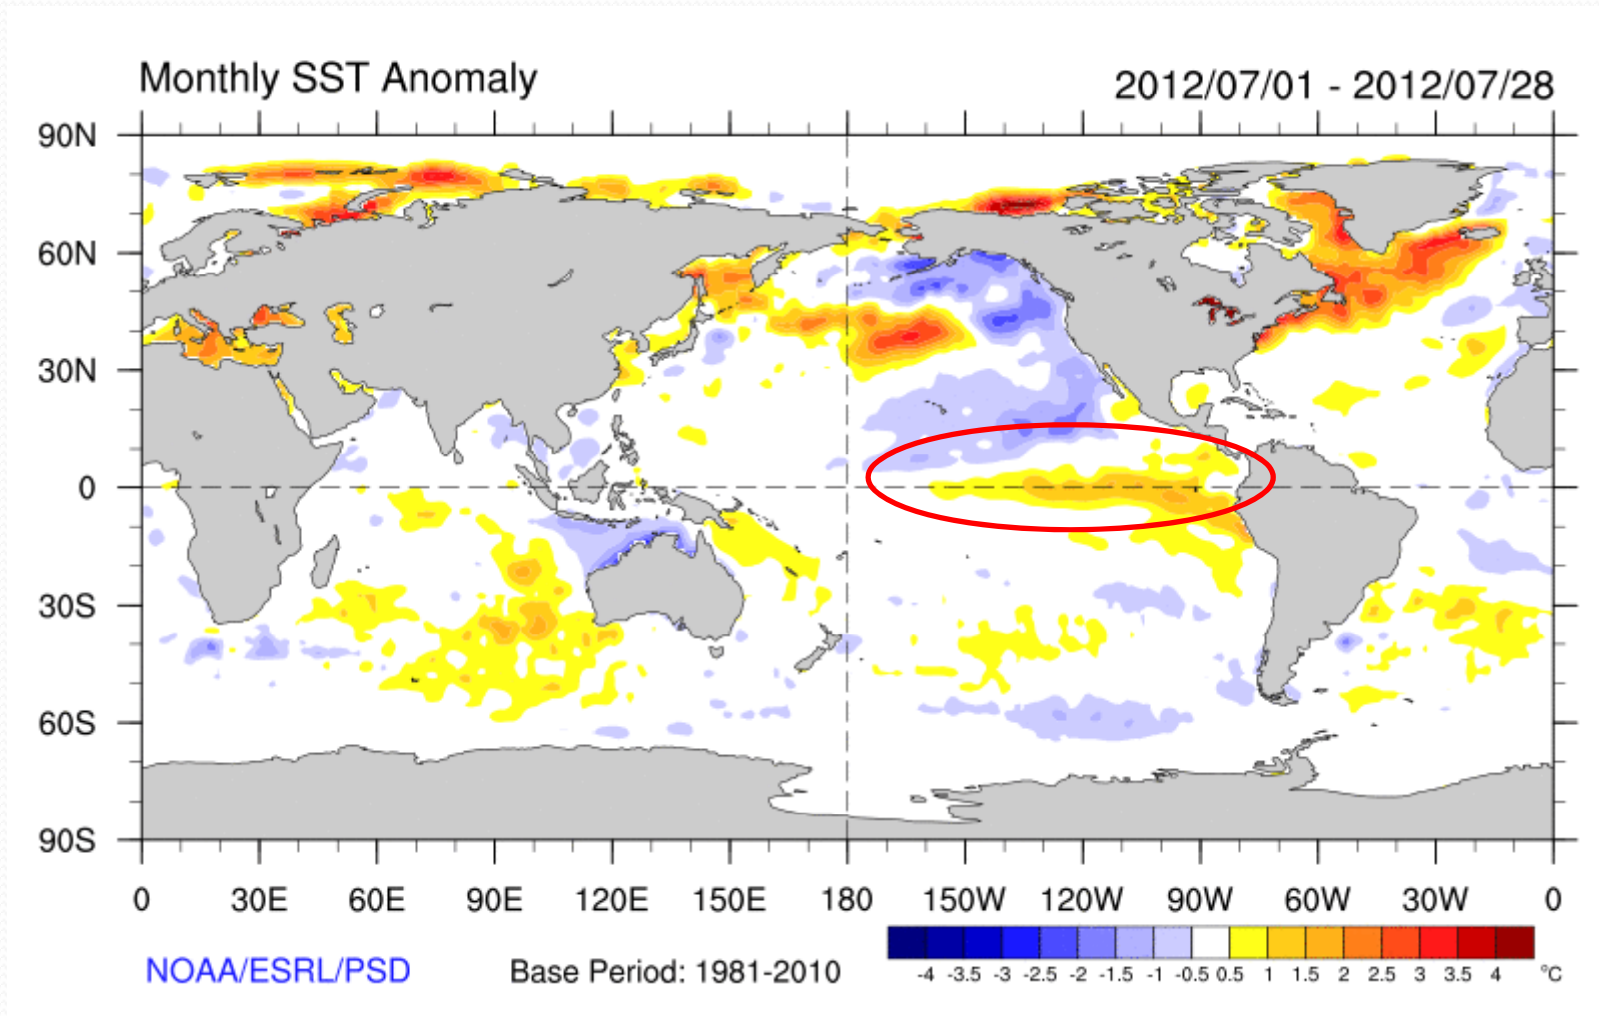 Monthly SST Anomaly
2012/07/01 - 2012/07/28
90N
60N
30N
0
30S
60S
90S
0 30E 60E 90E 120E 150E 180 150W 120W 90W 60W 30W 0
NOAA/ESRL/PSD
Base Period: 1981-2010
-4 -3.5 -3 -2.5 -2 -1.5 -1 -0.5 0.5 1 1.5 2 2.5 3 3.5 4 °C